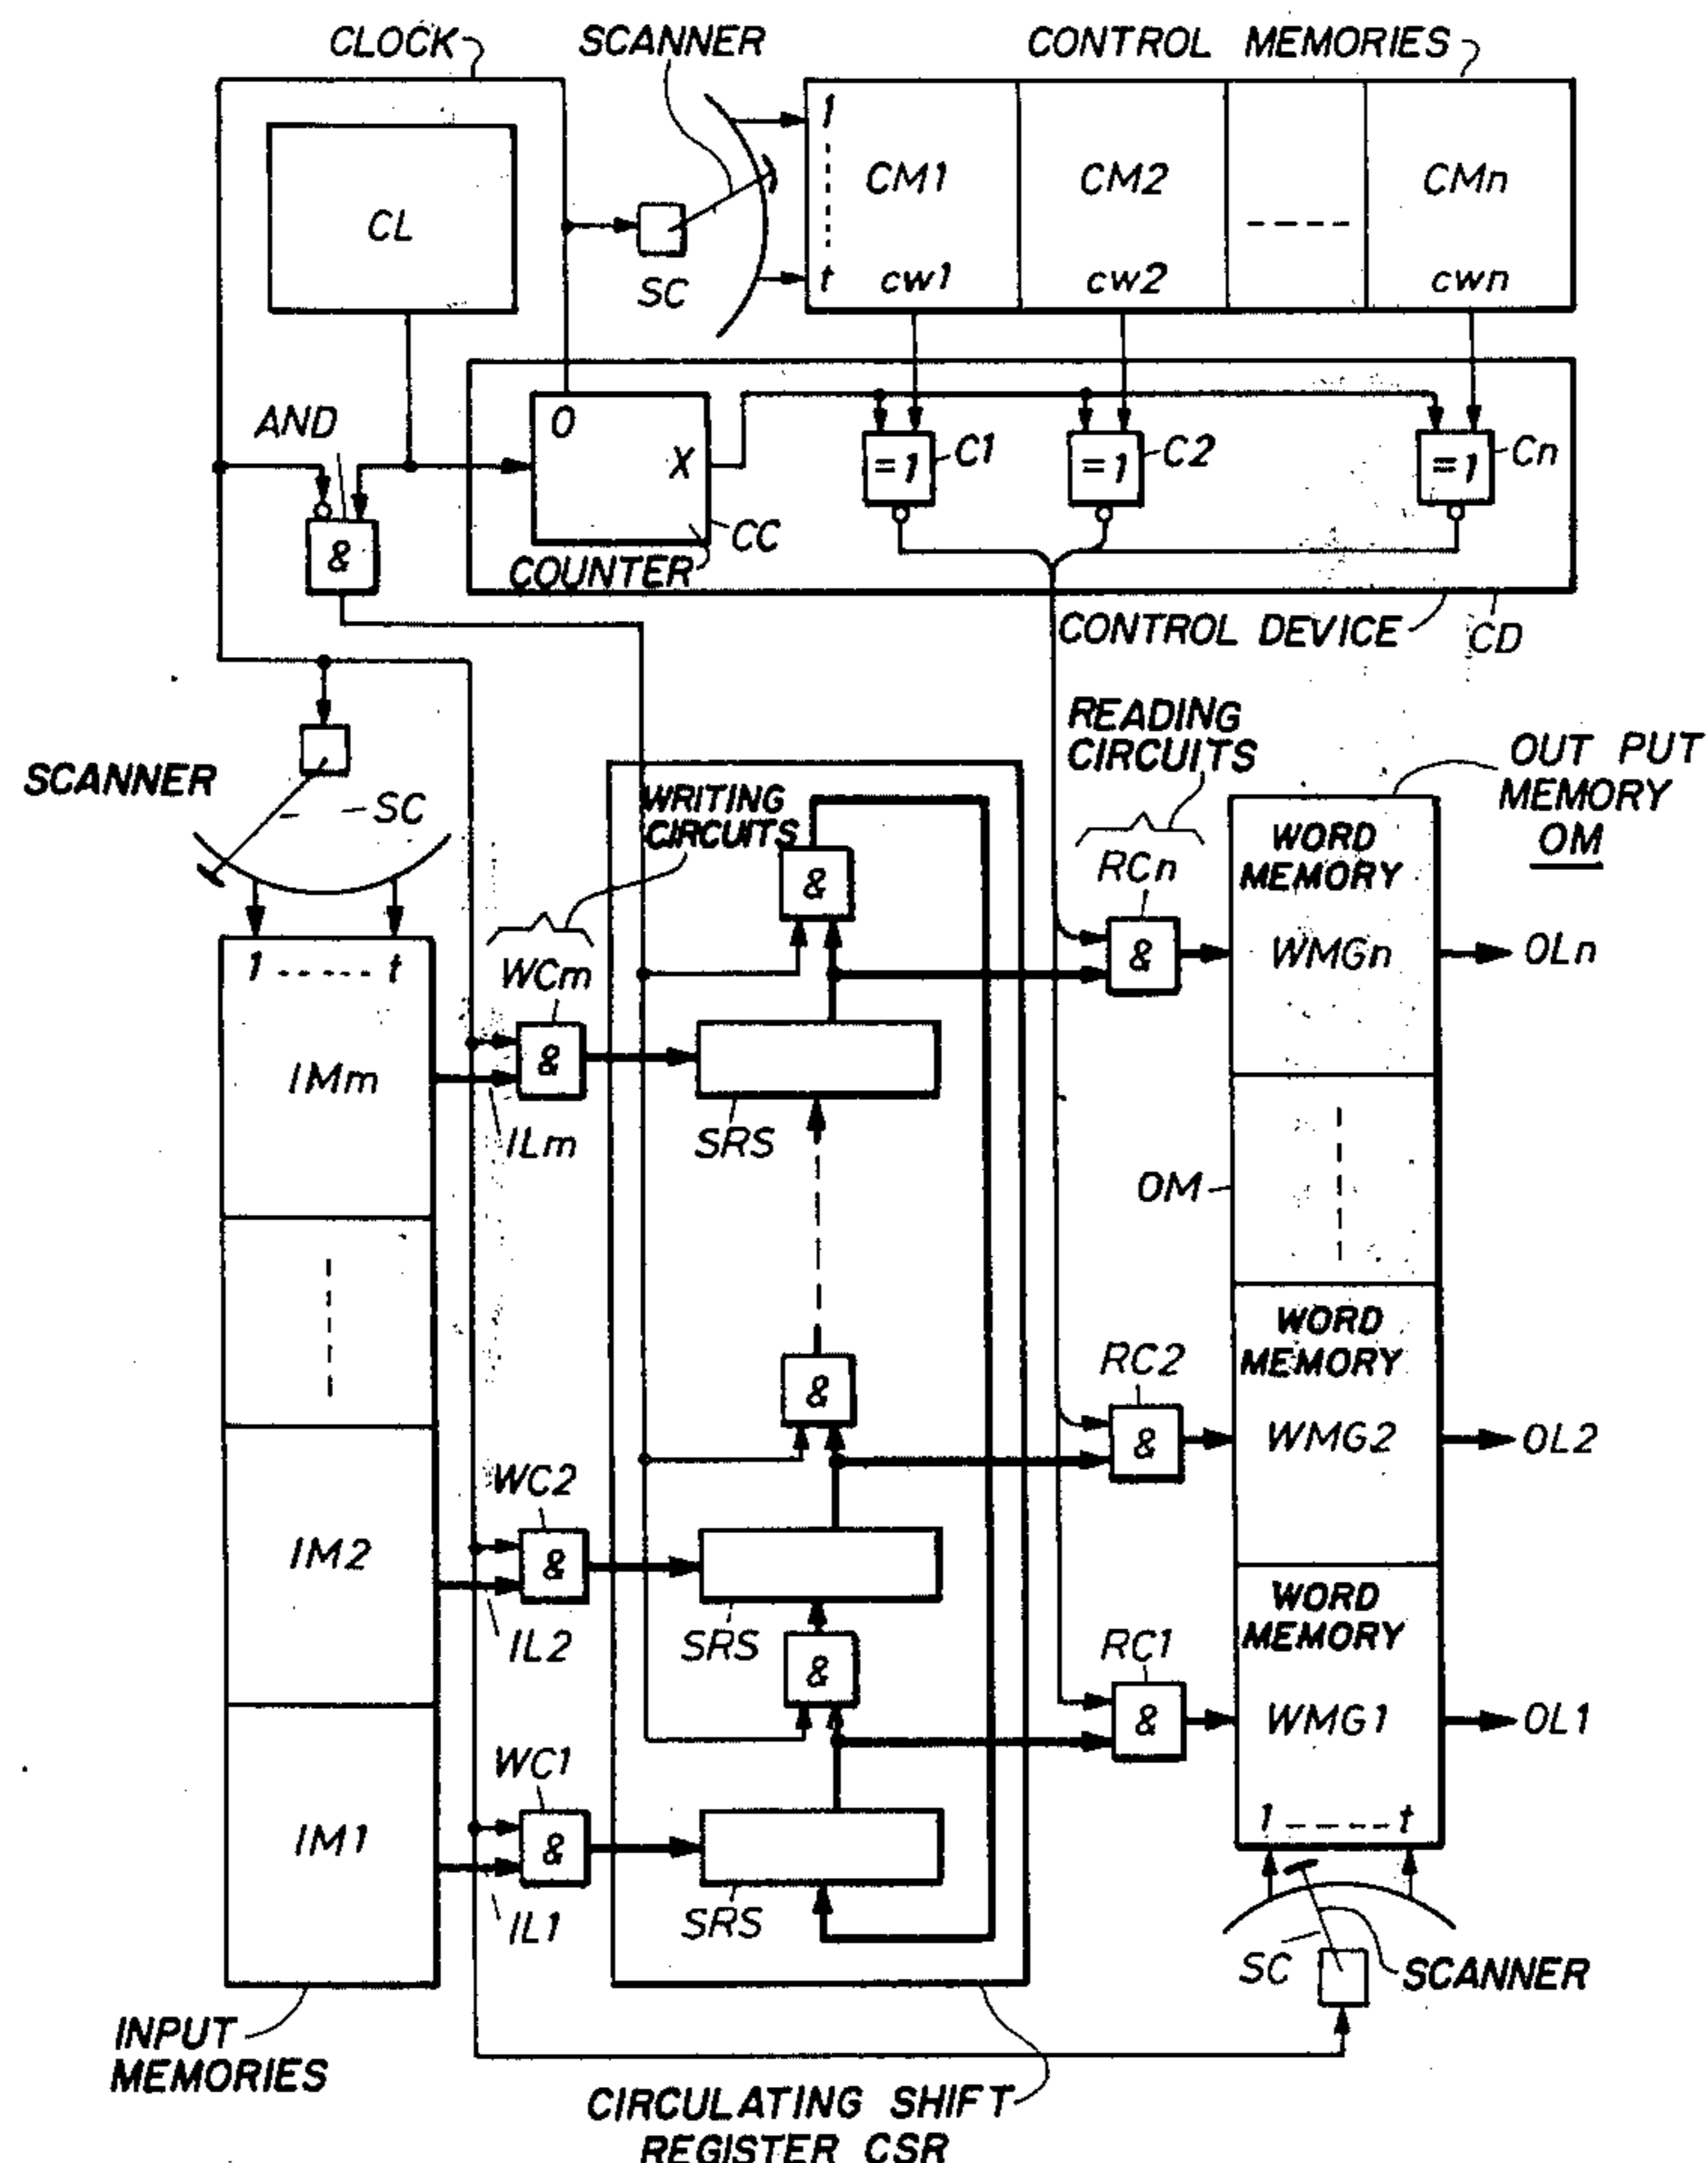 CLOCK
SCANNER
CONTROL MEMORIES
1
CL
CM1
CM2
CMn
SC
t
cw1
cw2
cwn
AND
0
X
=1
C1
=1
C2
=1
Cn
&
CC
COUNTER
CONTROL DEVICE
CD
SCANNER
SC
READING
CIRCUITS
OUT PUT
MEMORY
OM
WRITING
CIRCUITS
WORD
MEMORY
&
RCn
&
WMGn
OLn
1
t
WCm
&
IMm
ILm
SRS
OM
WORD
MEMORY
&
RC2
&
WMG2
OL2
WC2
&
IM2
IL2
SRS
&
WORD
MEMORY
RC1
&
WMG1
OL1
WC1
&
IM1
IL1
SRS
1
t
SC
SCANNER
INPUT
MEMORIES
CIRCULATING SHIFT
REGISTER CSR